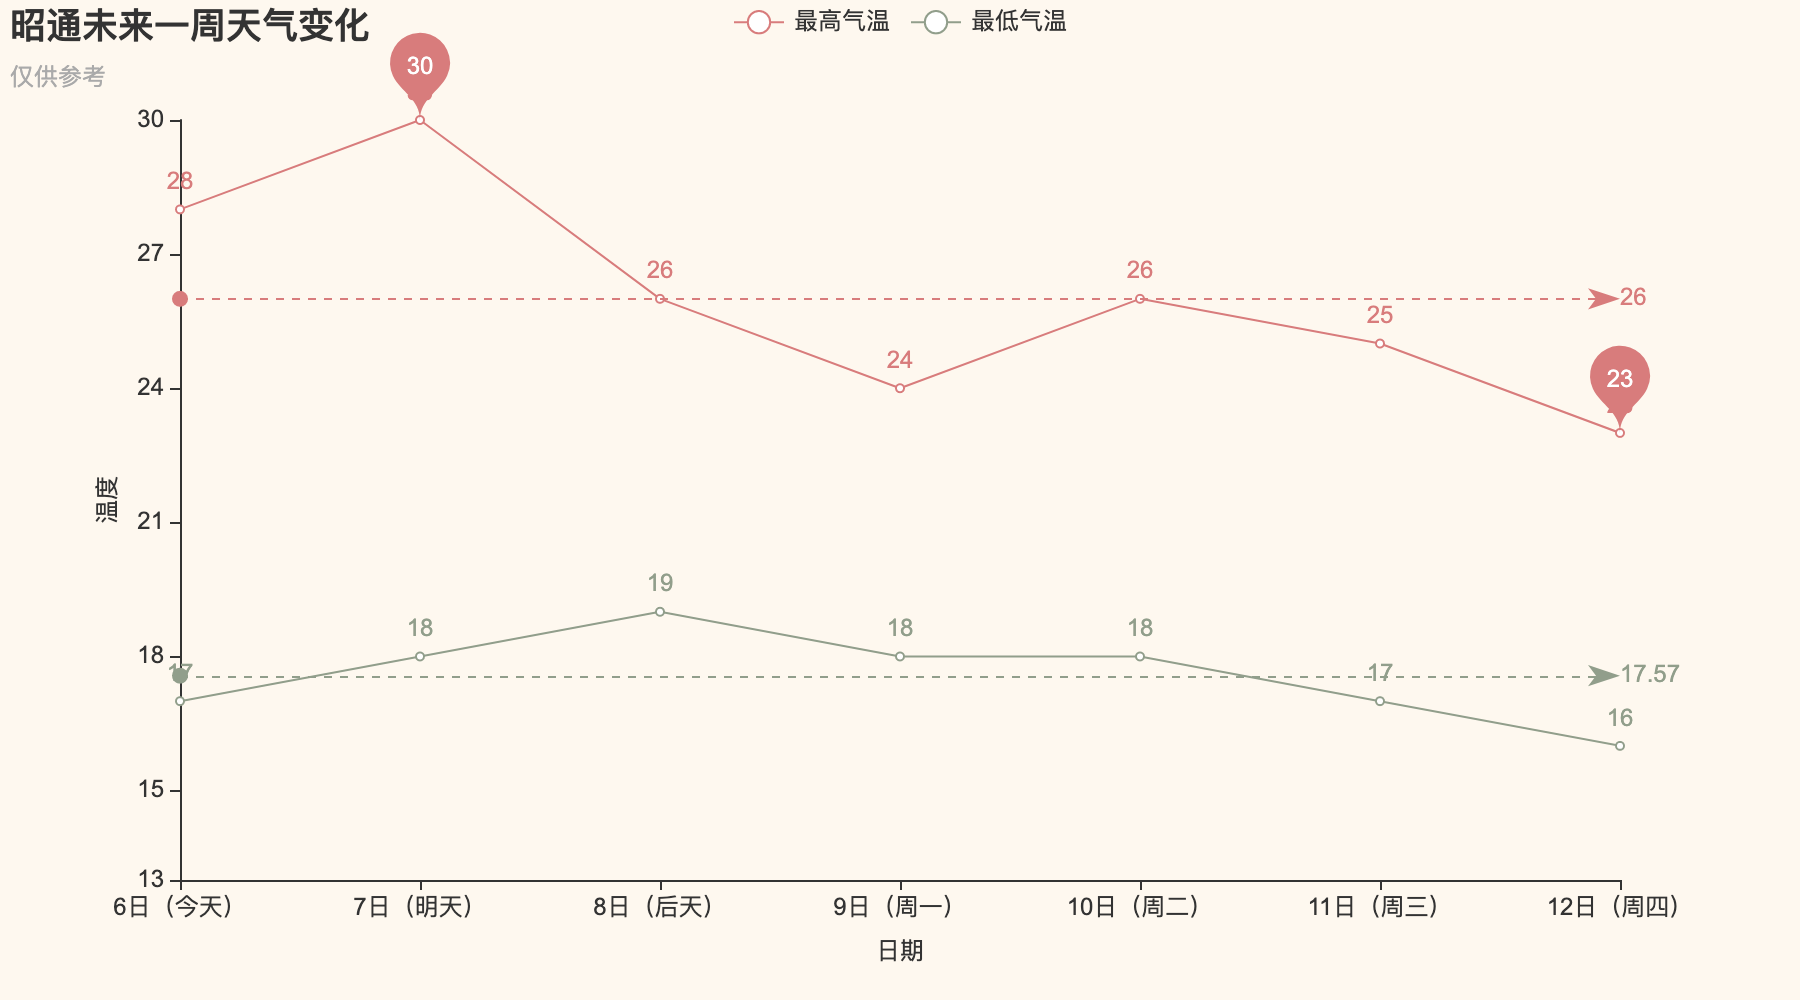 昭通未来一周天气变化
仅供参考
最高气温
最低气温
30
27
24
21
18
15
13
温度
28
30
26
24
26
25
23
26
17
18
19
18
18
17
16
17.57
6日（今天）
7日（明天）
8日（后天）
9日（周一）
10日（周二）
11日（周三）
12日（周四）
日期